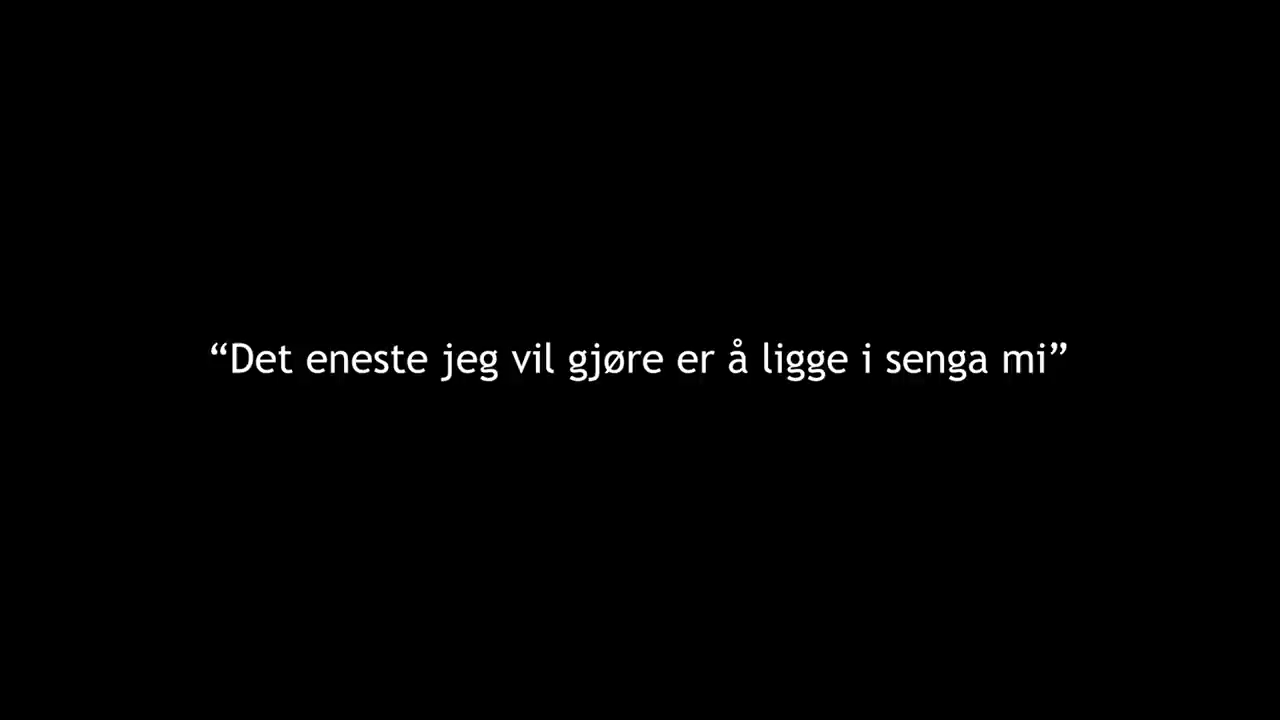 “Det eneste jeg vil gjøre er å ligge i senga mi”